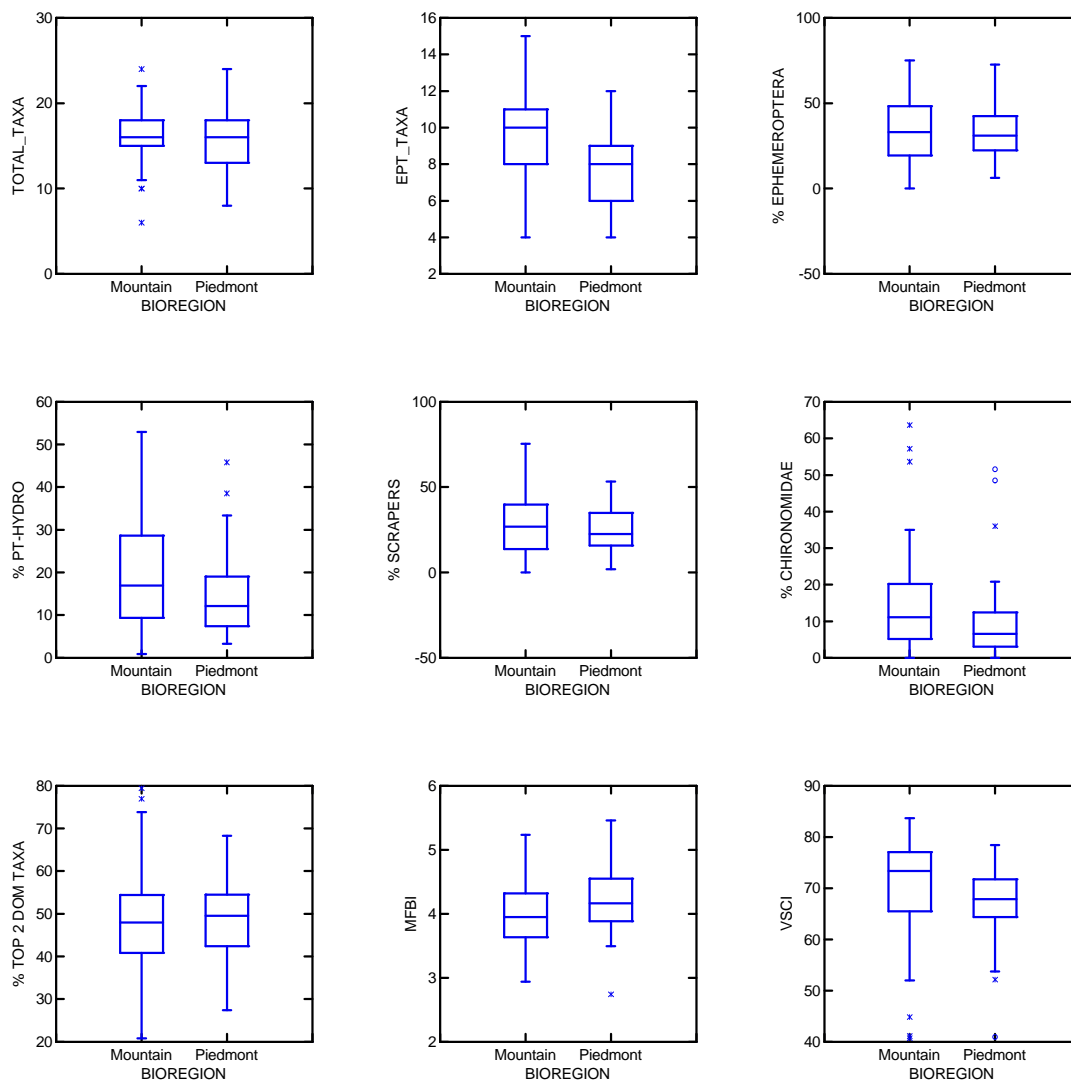 30
20
10
0
TOTAL_TAXA
Mountain Piedmont
BIOREGION
16
14
12
10
8
6
4
2
EPT_TAXA
Mountain Piedmont
BIOREGION
100
50
0
-50
% EPHEMEROPTERA
Mountain Piedmont
BIOREGION
60
50
40
30
20
10
0
% PT-HYDRO
Mountain Piedmont
BIOREGION
100
50
0
-50
% SCRAPERS
Mountain Piedmont
BIOREGION
70
60
50
40
30
20
10
0
% CHIRONOMIDAE
Mountain Piedmont
BIOREGION
80
70
60
50
40
30
20
% TOP 2 DOM TAXA
Mountain Piedmont
BIOREGION
6
5
4
3
2
MFBI
Mountain Piedmont
BIOREGION
90
80
70
60
50
40
VSCI
Mountain Piedmont
BIOREGION